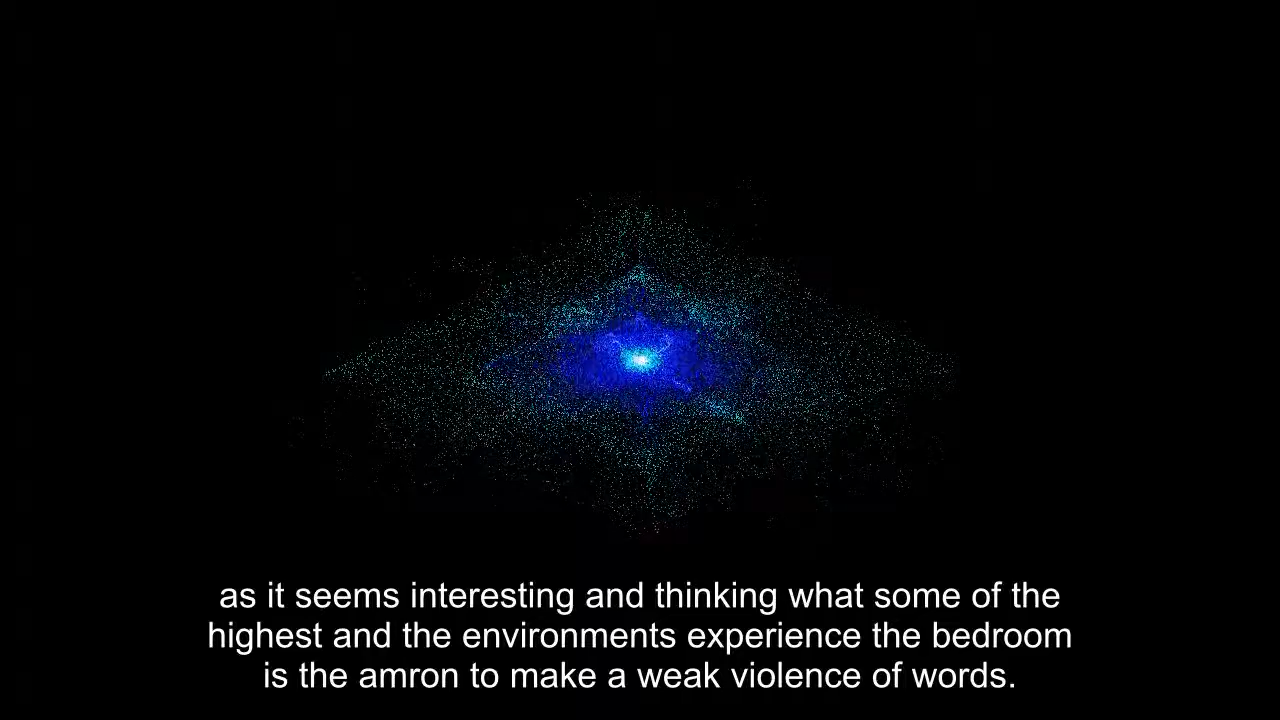 as it seems interesting and thinking what some of the
highest and the environments experience the bedroom
is the amron to make a weak violence of words.